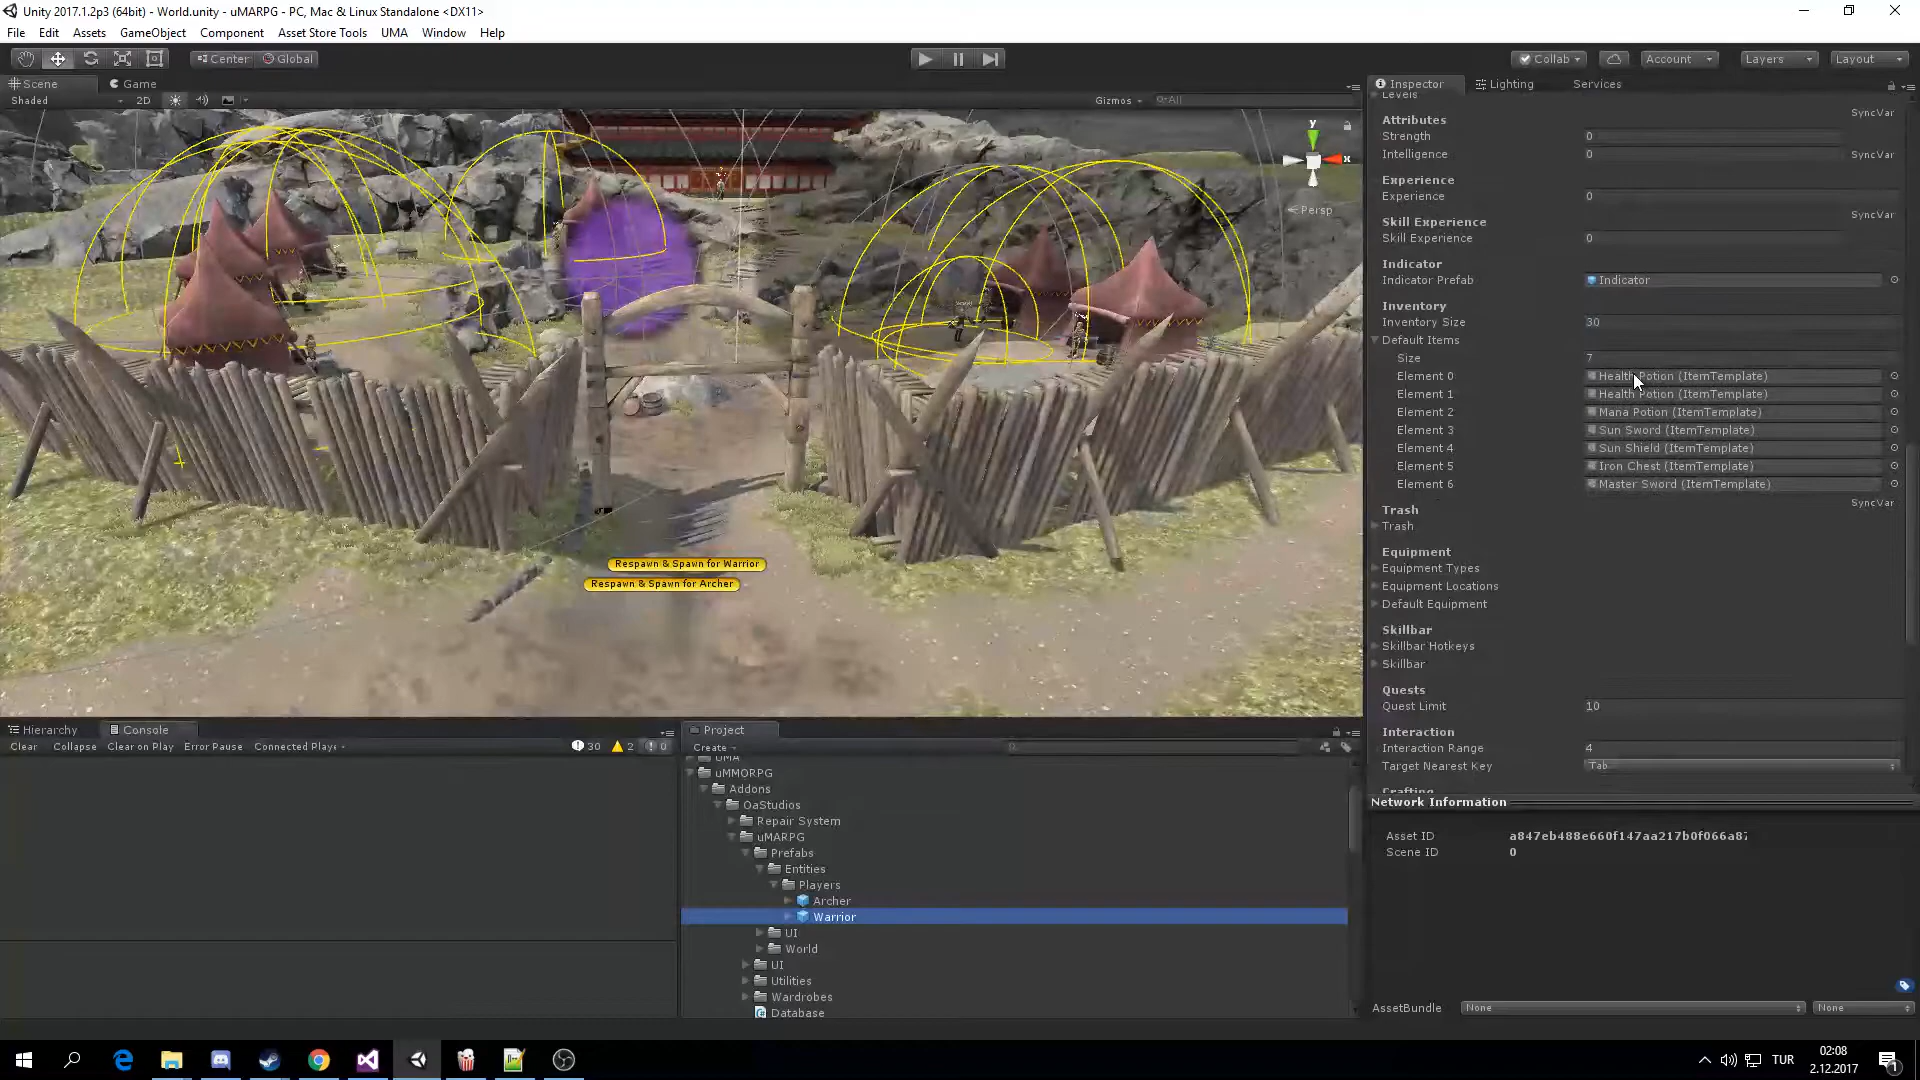 Unity 2017.1.2p3 (64bit) - World.unity - uMARPG - PC, Mac & Linux Standalone <DX11>
File Edit Assets GameObject Component Asset Store Tools UMA Window Help
Center Global Collab Account Layers Layout
Scene Game
Shaded 2D Gizmos All
y
x
Persp
Respawn & Spawn for Warrior
Respawn & Spawn for Archer
Inspector Lighting Services
Levels
SyncVar
Attributes
Strength 0
Intelligence 0 SyncVar
Experience
Experience 0
SyncVar
Skill Experience
Skill Experience 0
Indicator
Indicator Prefab Indicator
Inventory
Inventory Size 30
Default Items
Size 7
Element 0 Health Potion (ItemTemplate)
Element 1 Health Potion (ItemTemplate)
Element 2 Mana Potion (ItemTemplate)
Element 3 Sun Sword (ItemTemplate)
Element 4 Sun Shield (ItemTemplate)
Element 5 Iron Chest (ItemTemplate)
Element 6 Master Sword (ItemTemplate)
SyncVar
Trash
Trash
Equipment
Equipment Types
Equipment Locations
Default Equipment
Skillbar
Skillbar Hotkeys
Skillbar
Quests
Quest Limit 10
Interaction
Interaction Range 4
Target Nearest Key Tab
Crafting
Network Information
Asset ID a847eb488e660f147aa217b0f066a87
Scene ID 0
AssetBundle None None
Hierarchy Console
Clear Collapse Clear on Play Error Pause Connected Playe 30 2 0
Project
Create
UMA
uMMORPG
Addons
OaStudios
Repair System
uMARPG
Prefabs
Entities
Players
Archer
Warrior
UI
World
UI
Utilities
Wardrobes
Database
TUR 02:08
2.12.2017
1